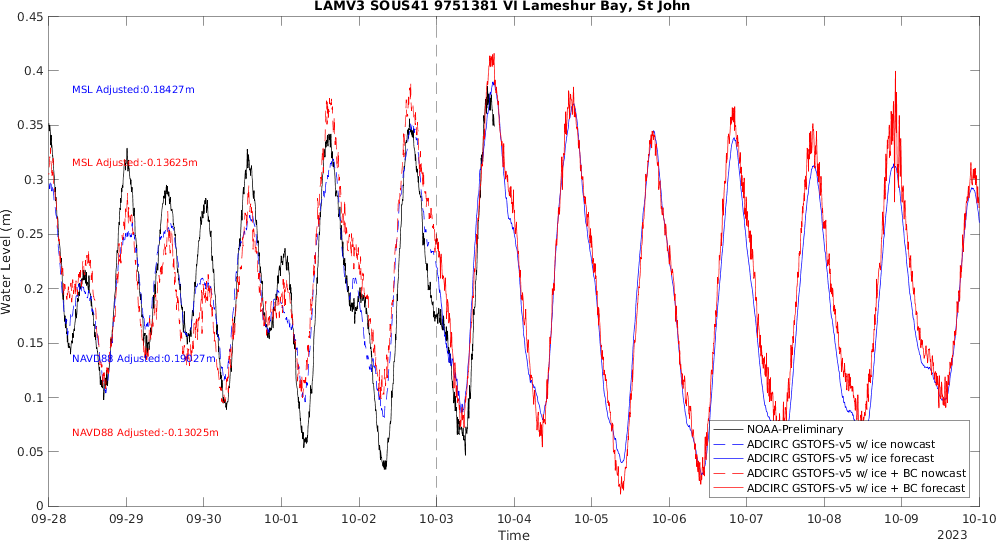 LAMV3 SOUS41 9751381 VI Lameshur Bay, St John
0.45
0.4
0.35
0.3
0.25
0.2
0.15
0.1
0.05
0
Water Level (m)
MSL Adjusted:0.18427m
MSL Adjusted:-0.13625m
NAVD88 Adjusted:0.19027m
NAVD88 Adjusted:-0.13025m
NOAA-Preliminary
ADCIRC GSTOFS-v5 w/ ice nowcast
ADCIRC GSTOFS-v5 w/ ice forecast
ADCIRC GSTOFS-v5 w/ ice + BC nowcast
ADCIRC GSTOFS-v5 w/ ice + BC forecast
09-28 09-29 09-30 10-01 10-02 10-03 10-04 10-05 10-06 10-07 10-08 10-09 10-10
Time
2023